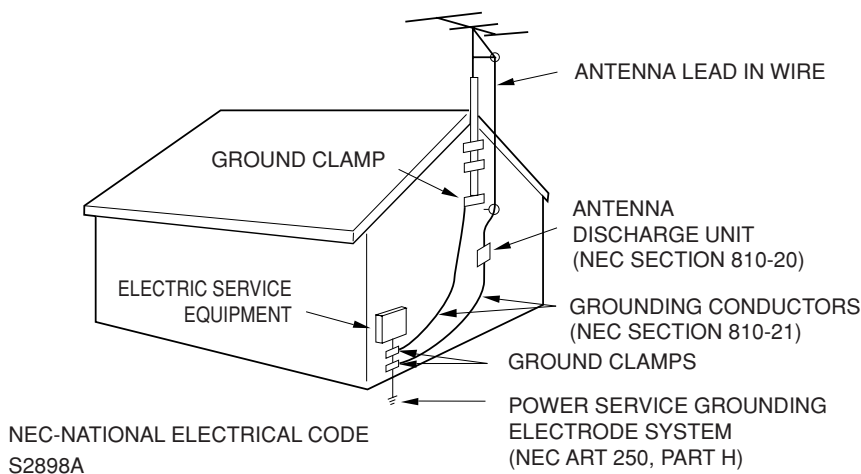 ANTENNA LEAD IN WIRE
GROUND CLAMP
ANTENNA
DISCHARGE UNIT
(NEC SECTION 810-20)
ELECTRIC SERVICE
EQUIPMENT
GROUNDING CONDUCTORS
(NEC SECTION 810-21)
GROUND CLAMPS
POWER SERVICE GROUNDING
ELECTRODE SYSTEM
(NEC ART 250, PART H)
NEC-NATIONAL ELECTRICAL CODE
S2898A